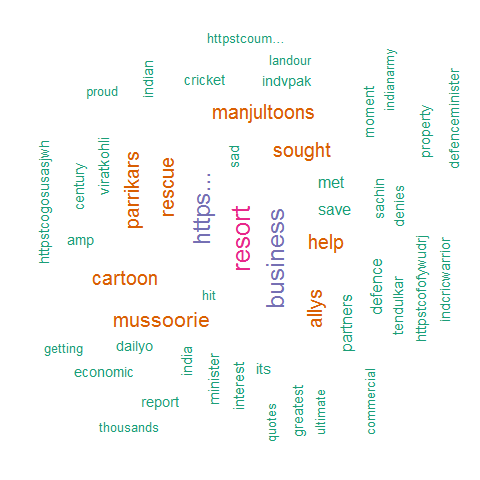 httpstcoum…
landour
indian
cricket
indvpak
proud
indianarmy
defenceminister
manjultoons
moment
property
httpstcogosusasjwh
century
viratkohli
parrikars
rescue
sad
sought
met
sachin
denies
save
https…
resort
business
help
amp
cartoon
hit
allys
partners
defence
tendulkar
httpstcofofywudrj
indcricwarrior
mussoorie
getting
dailyo
economic
india
minister
interest
its
report
quotes
greatest
ultimate
commercial
thousands